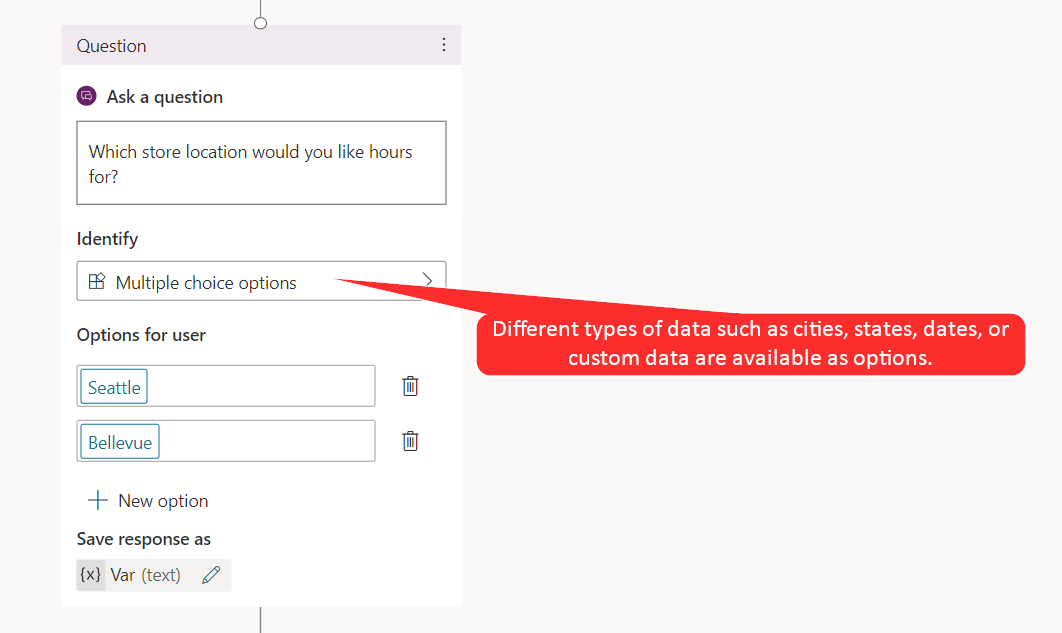 Question
Ask a question
Which store location would you like hours
for?
Identify
Multiple choice options
Different types of data such as cities, states, dates, or
custom data are available as options.
Options for user
Seattle
Bellevue
New option
Save response as
{x} Var (text)